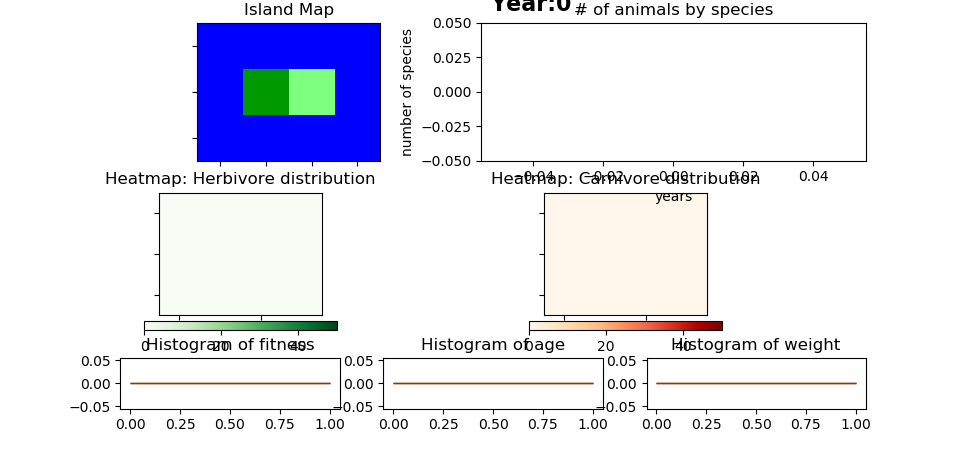 Year:0
Island Map
# of animals by species
number of species
0.050
0.025
0.000
−0.025
−0.050
−0.04 −0.02 0.00 0.02 0.04
years
Heatmap: Herbivore distribution
Heatmap: Carnivore distribution
0 20 40
0 20 40
Histogram of fitness
Histogram of age
Histogram of weight
0.05
0.00
−0.05
0.00 0.25 0.50 0.75 1.00
0.05
0.00
−0.05
0.00 0.25 0.50 0.75 1.00
0.05
0.00
−0.05
0.00 0.25 0.50 0.75 1.00